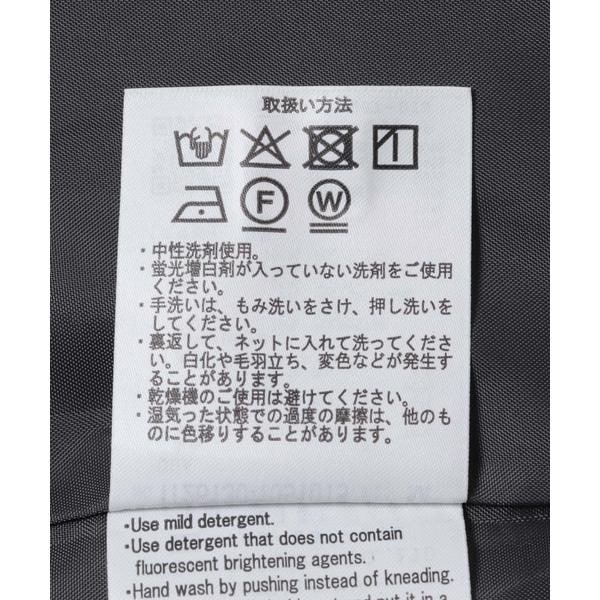 取扱い方法
F W
・中性洗剤使用。
・蛍光増白剤が入っていない洗剤をご使用
ください。
・手洗いは、もみ洗いをさけ、押し洗いを
してください。
・裏返して、ネットに入れて洗ってくださ
い。白化や毛羽立ち、変色などが発生す
ることがあります。
・乾燥機のご使用は避けてください。
・湿気った状態での過度の摩擦は、他のも
のに色移りすることがあります。
・Use mild detergent.
・Use detergent that does not contain
fluorescent brightening agents.
・Hand wash by pushing instead of kneading.
put it in a